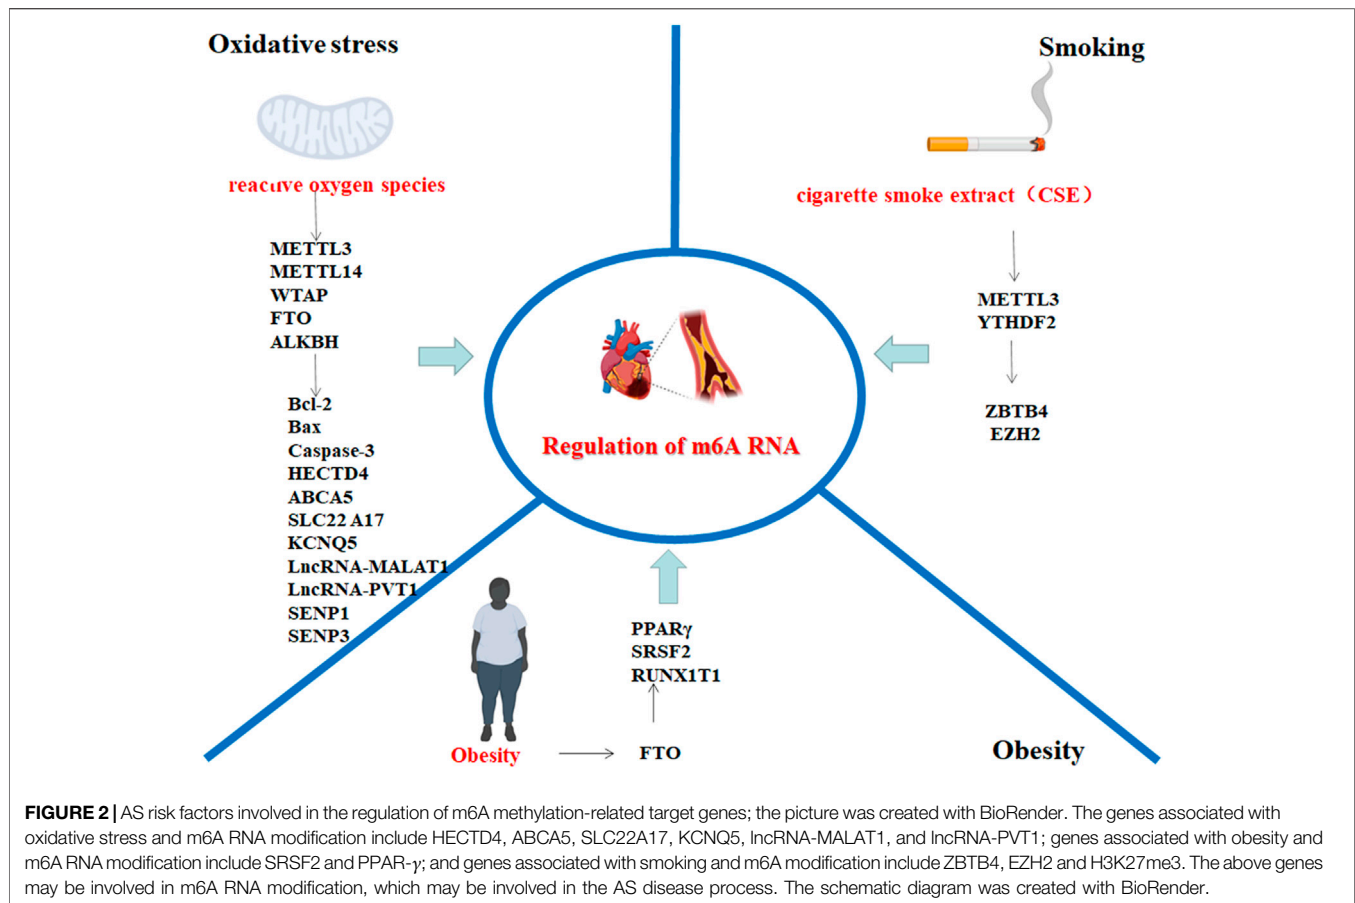 Oxidative stress
reactive oxygen species
METTL3
METTL14
WTAP
FTO
ALKBH
Bcl-2
Bax
Caspase-3
HECTD4
ABCA5
SLC22 A17
KCNQ5
LncRNA-MALAT1
LncRNA-PVT1
SENP1
SENP3
Smoking
cigarette smoke extract（CSE）
METTL3
YTHDF2
ZBTB4
EZH2
Regulation of m6A RNA
PPARγ
SRSF2
RUNX1T1
Obesity
FTO
Obesity
FIGURE 2 | AS risk factors involved in the regulation of m6A methylation-related target genes; the picture was created with BioRender. The genes associated with
oxidative stress and m6A RNA modification include HECTD4, ABCA5, SLC22A17, KCNQ5, lncRNA-MALAT1, and lncRNA-PVT1; genes associated with obesity and
m6A RNA modification include SRSF2 and PPAR-γ; and genes associated with smoking and m6A modification include ZBTB4, EZH2 and H3K27me3. The above genes
may be involved in m6A RNA modification, which may be involved in the AS disease process. The schematic diagram was created with BioRender.